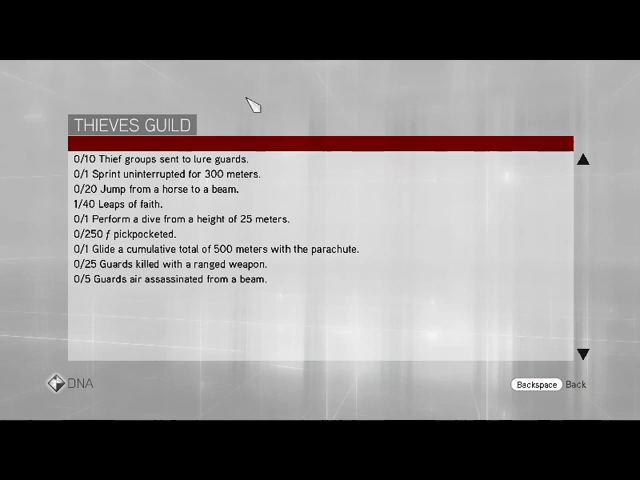 THIEVES GUILD
0/10 Thief groups sent to lure guards.
0/1 Sprint uninterrupted for 300 meters.
0/20 Jump from a horse to a beam.
1/40 Leaps of faith.
0/1 Perform a dive from a height of 25 meters.
0/250 ƒ pickpocketed.
0/1 Glide a cumulative total of 500 meters with the parachute.
0/25 Guards killed with a ranged weapon.
0/5 Guards air assassinated from a beam.
DNA
Backspace Back